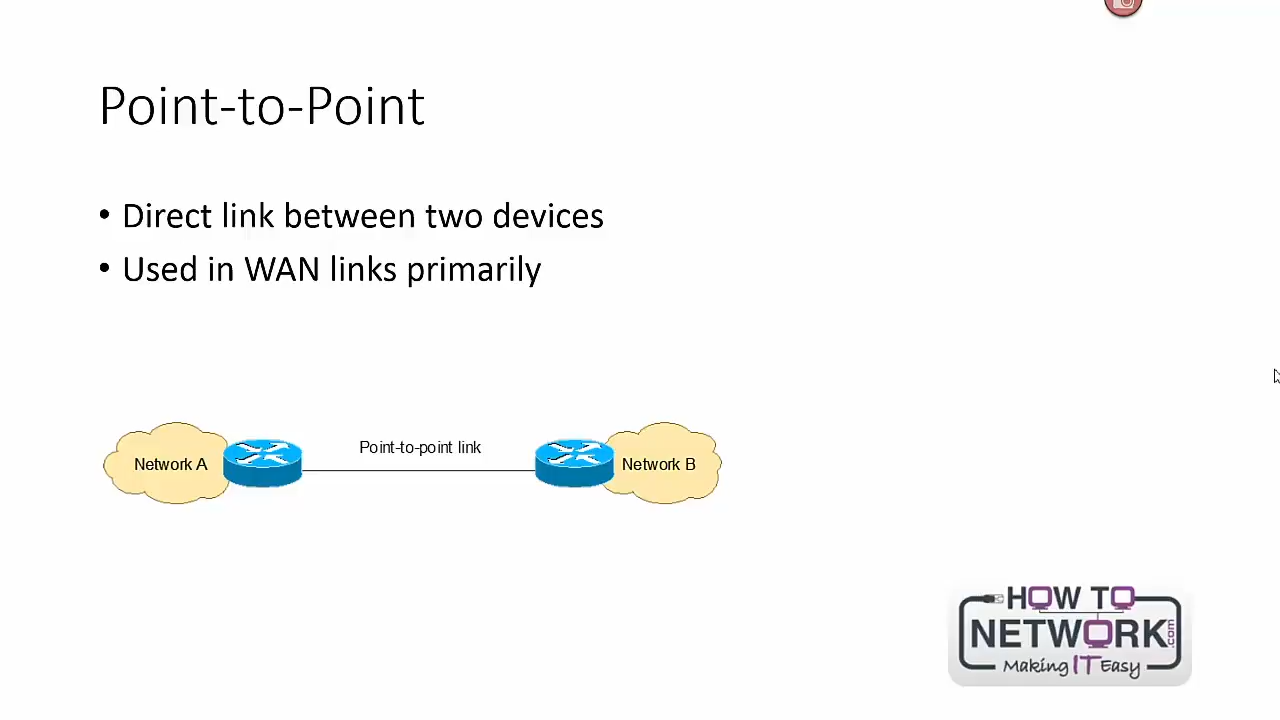 Point-to-Point
• Direct link between two devices
• Used in WAN links primarily
Network A
Point-to-point link
Network B
HOW TO
NETWORK.com
Making IT Easy